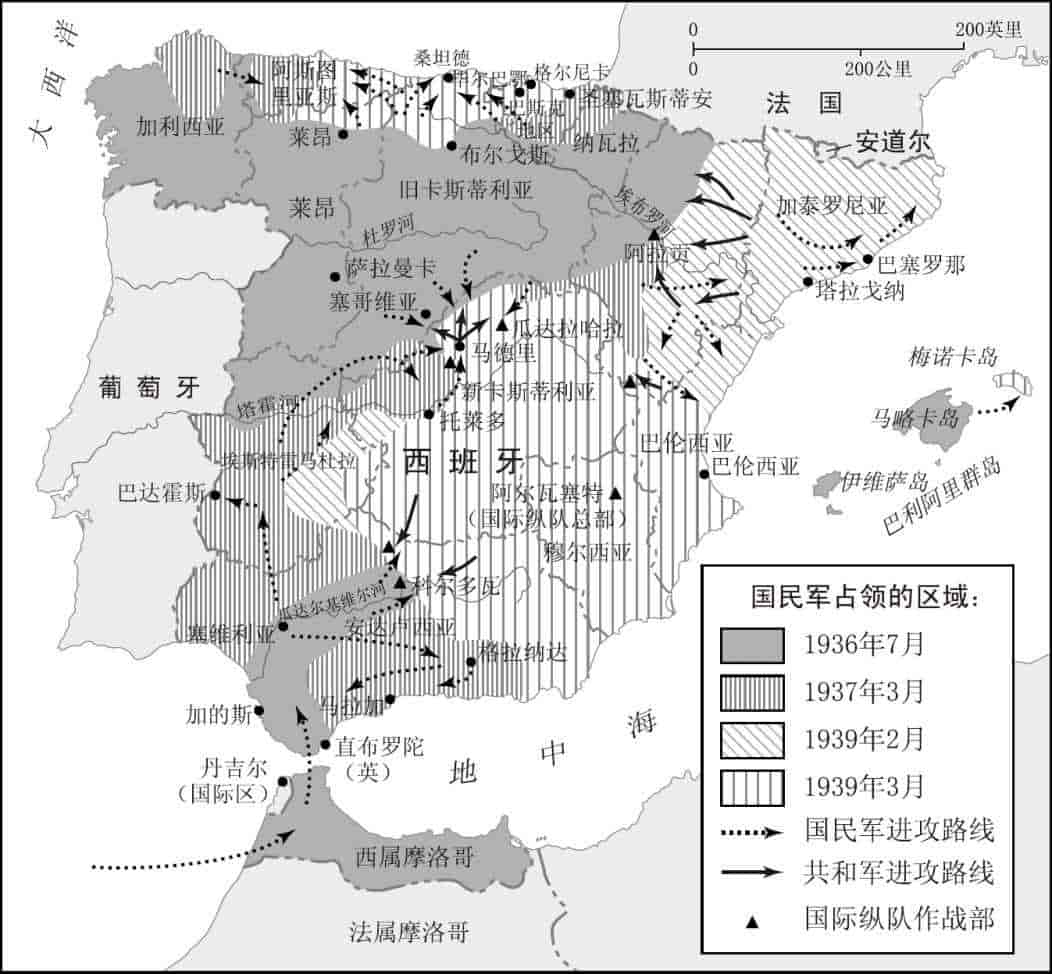 大西洋
0 200英里
0 200公里
桑坦德
毕尔巴鄂
格尔尼卡
阿斯图
里亚斯
巴斯克
地区
圣塞瓦斯蒂安
法国
安道尔
加利西亚
莱昂
布尔戈斯
纳瓦拉
旧卡斯蒂利亚
莱昂
埃布罗河
加泰罗尼亚
杜罗河
阿拉贡
巴塞罗那
塔拉戈纳
萨拉曼卡
塞哥维亚
瓜达拉哈拉
马德里
梅诺卡岛
葡萄牙
新卡斯蒂利亚
塔霍河
托莱多
马略卡岛
埃斯特雷马杜拉
西班牙
巴伦西亚
巴伦西亚
伊维萨岛
巴利阿里群岛
巴达霍斯
阿尔瓦塞特
（国际纵队总部）
穆尔西亚
科尔多瓦
瓜达尔基维尔河
塞维利亚
安达卢西亚
格拉纳达
马拉加
加的斯
直布罗陀
（英）
地中海
丹吉尔
（国际区）
西属摩洛哥
法属摩洛哥
国民军占领的区域：
1936年7月
1937年3月
1939年2月
1939年3月
国民军进攻路线
共和军进攻路线
国际纵队作战部